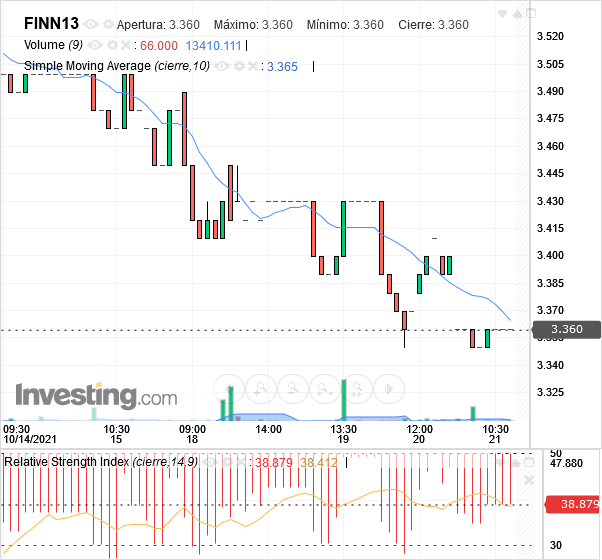 FINN13 Apertura: 3.360 Máximo: 3.360 Mínimo: 3.360 Cierre: 3.360
Volume (9) 66.000 13410.111
Simple Moving Average (cierre,10) : 3.365
3.520
3.505
3.490
3.475
3.460
3.445
3.430
3.415
3.400
3.385
3.370
3.360
3.340
3.325
Investing.com
09:30 10:30 09:00 14:00 13:30 12:00 10:30
10/14/2021 15 18 19 20 21
Relative Strength Index (cierre,14,9) : 38.879 38.412
50
47.880
38.879
30